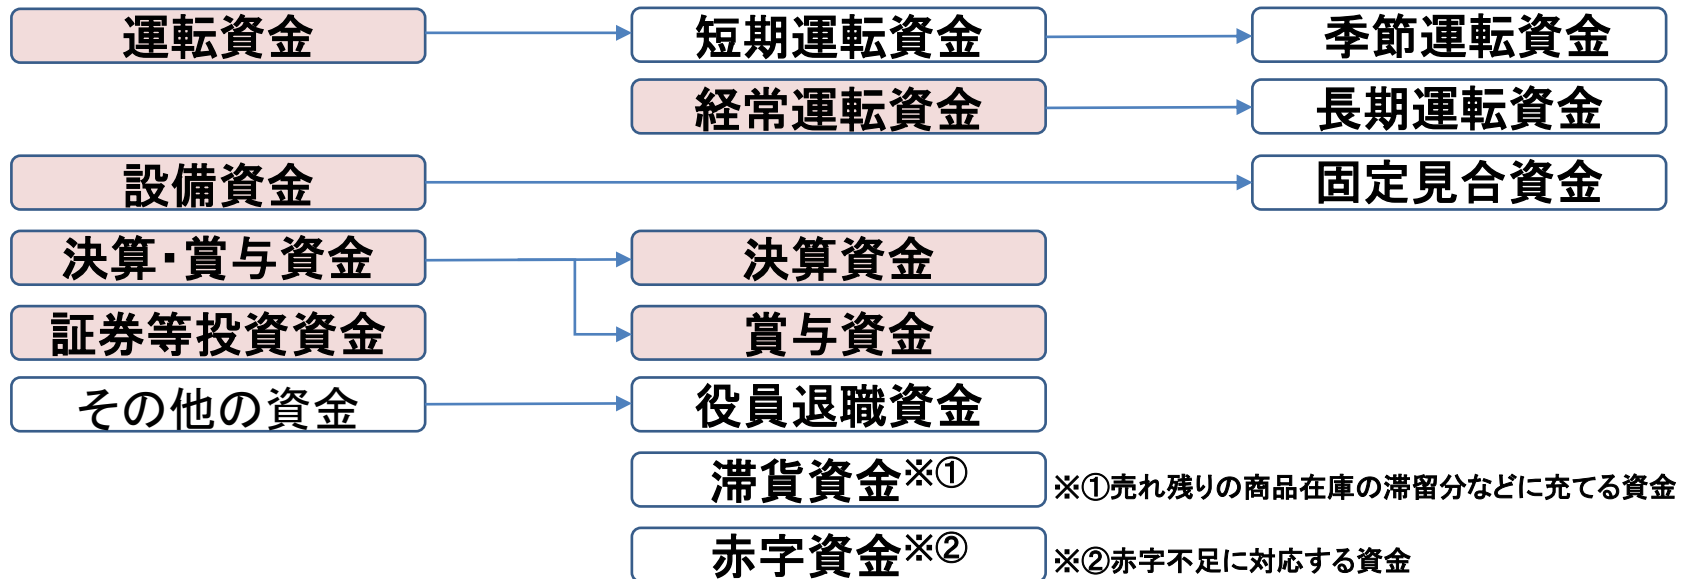 運転資金
短期運転資金
季節運転資金
経常運転資金
長期運転資金
設備資金
固定見合資金
決算・賞与資金
決算資金
証券等投資資金
賞与資金
その他の資金
役員退職資金
滞貨資金※①
※①売れ残りの商品在庫の滞留分などに充てる資金
赤字資金※②
※②赤字不足に対応する資金